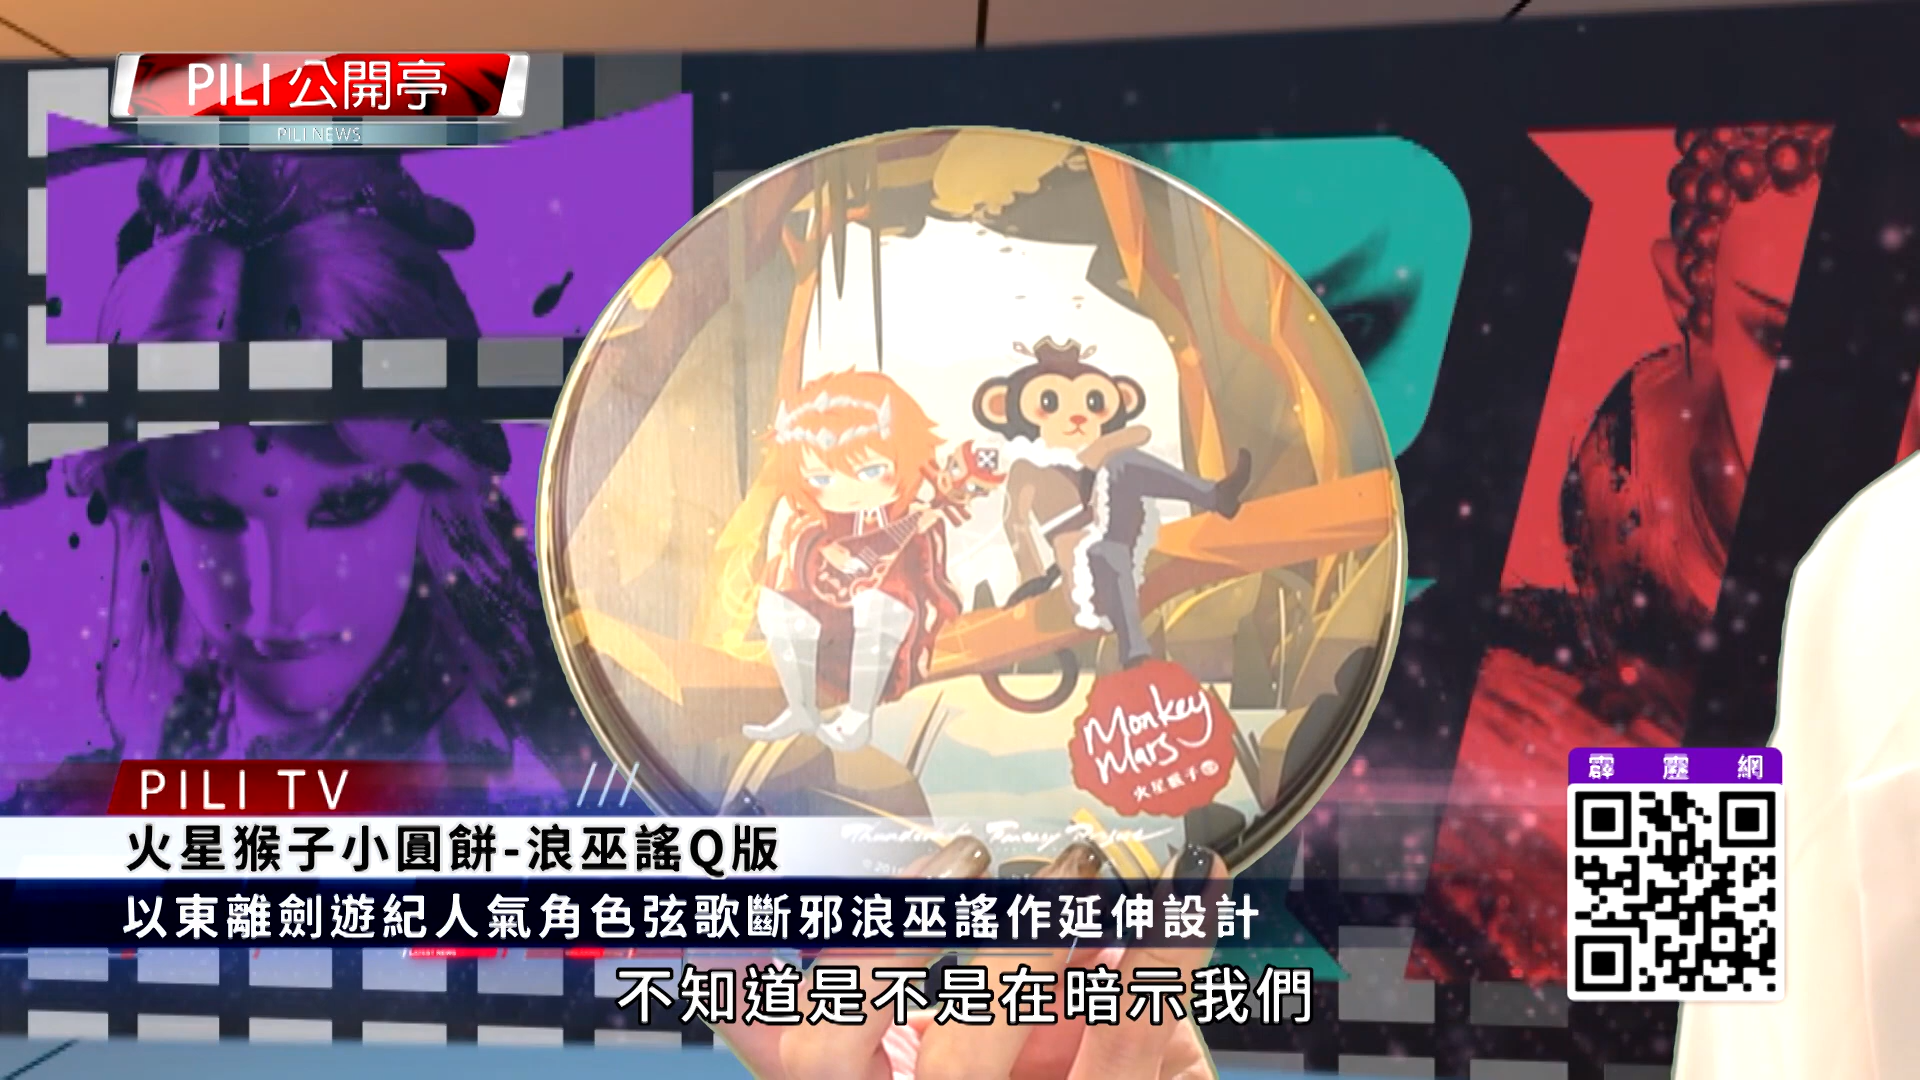 PILI 公開亭
PILI NEWS
Monkey
Mars
火星猴子
霹靂網
PILI TV
火星猴子小圓餅-浪巫謠Q版
以東離劍遊紀人氣角色弦歌斷邪浪巫謠作延伸設計
LATEST NEWS
不知道是不是在暗示我們